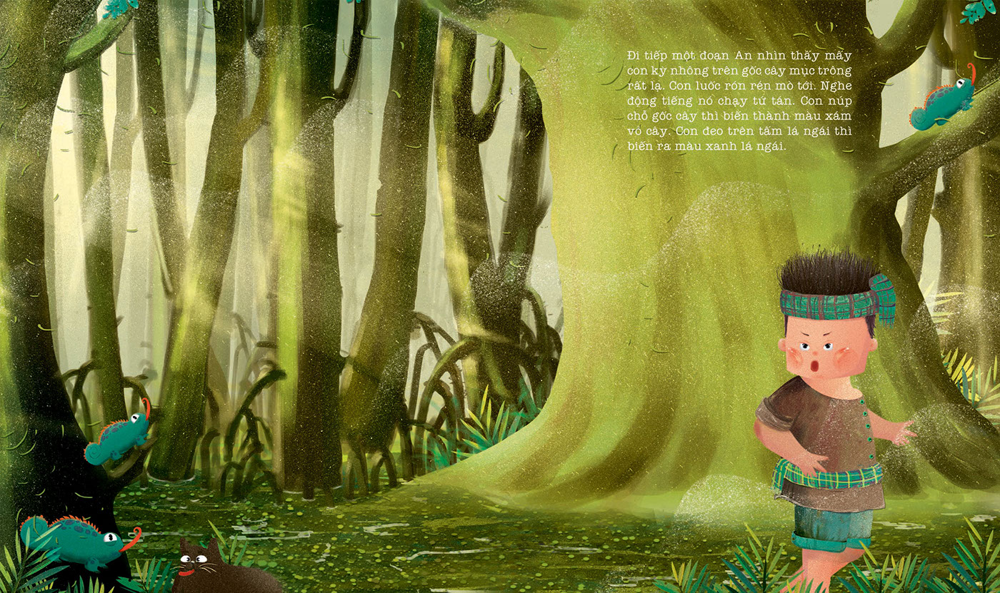 Đi tiếp một đoạn An nhìn thấy mấy
con kỳ nhông trên gốc cây mục trông
rất lạ. Con luốc rón rén mò tới. Nghe
động tiếng nó chạy tứ tán. Con núp
chỗ gốc cây thì biến thành màu xám
vỏ cây. Con đeo trên tấm lá ngái thì
biến ra màu xanh lá ngái.